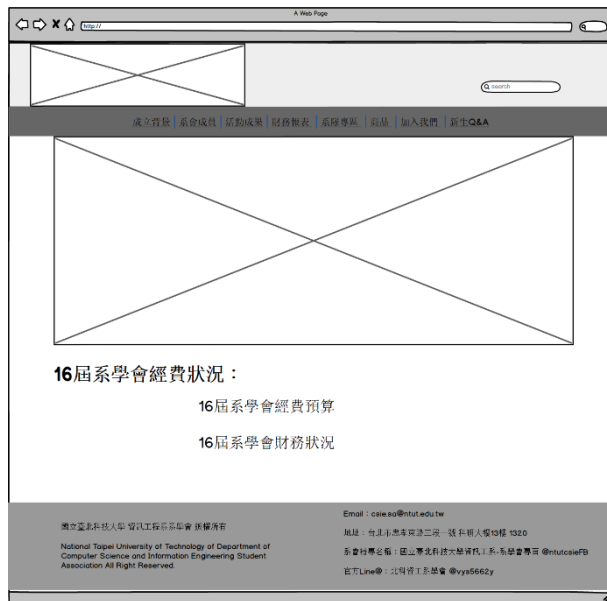 A Web Page
http://
search
成立背景 系會成員 活動成果 財務報表 系隊專區 商品 加入我們 新生Q&A
16屆系學會經費狀況：
16屆系學會經費預算
16屆系學會財務狀況
國立臺北科技大學 資訊工程系系學會 版權所有
National Taipei University of Technology of Department of
Computer Science and Information Engineering Student
Association All Right Reserved.
Email：csie.sa@ntut.edu.tw
地址：台北市忠孝東路三段一號 科研大樓13樓 1320
系會粉專名稱：國立臺北科技大學資訊工系-系學會專頁 @ntutcsieFB
官方Line@：北科資工系學會 @vys5662y